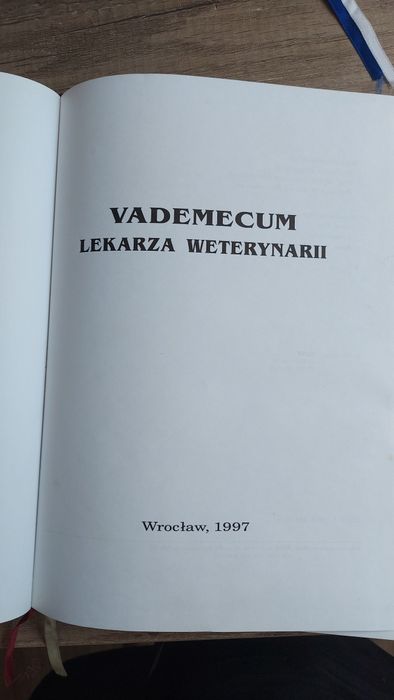 VADEMECUM
LEKARZA WETERYNARII
Wrocław, 1997